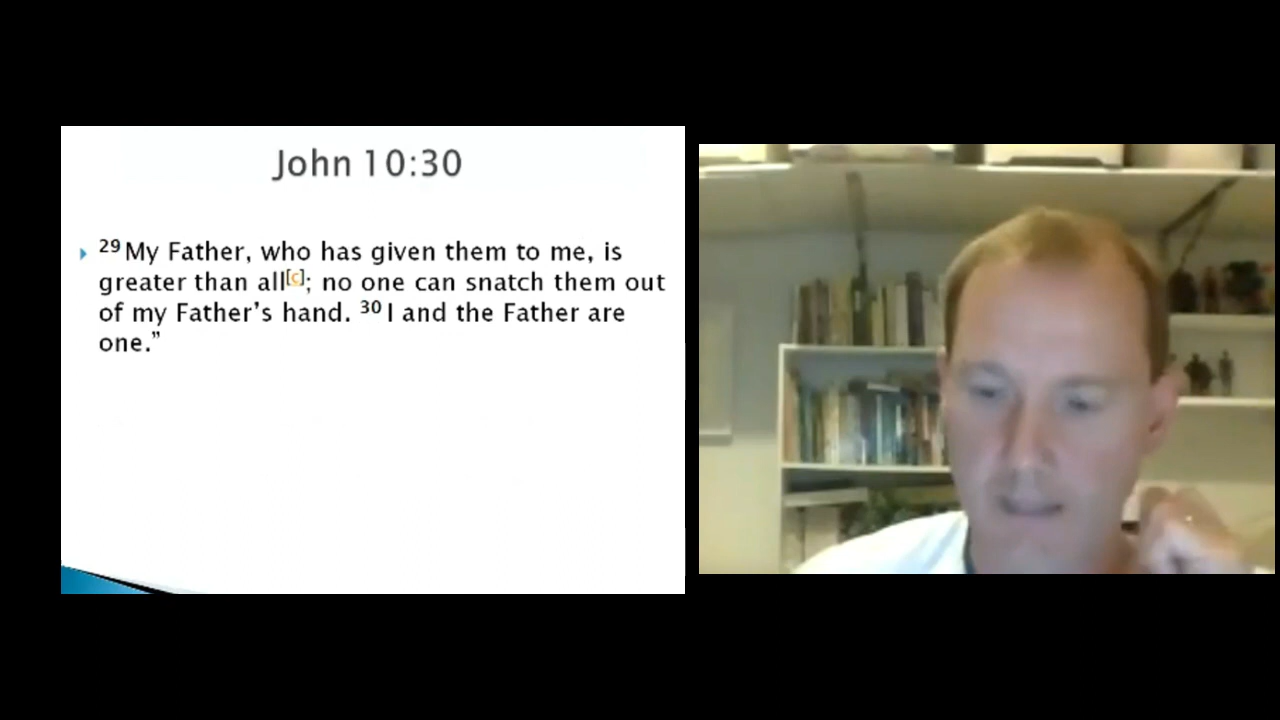 John 10:30
29 My Father, who has given them to me, is
greater than all[c]; no one can snatch them out
of my Father’s hand. 30 I and the Father are
one.”